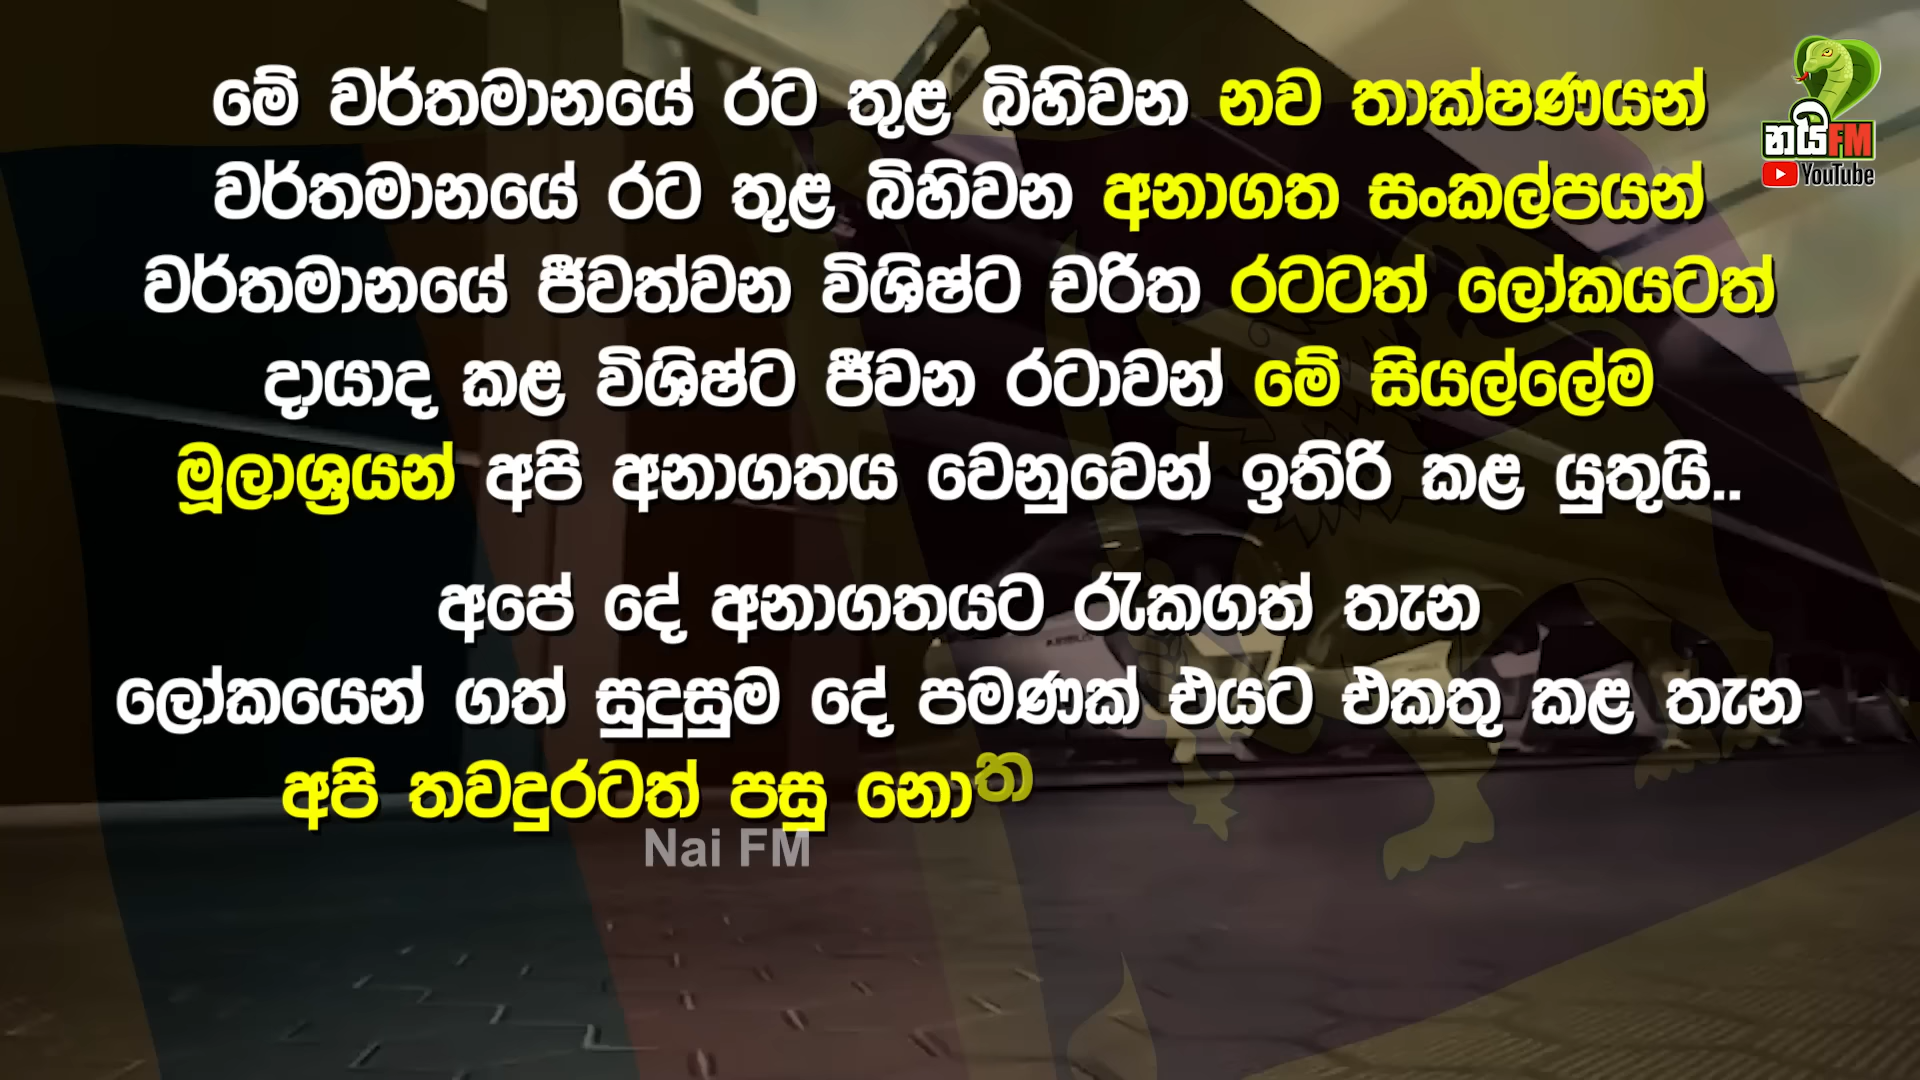 මේ වර්තමානයේ රට තුළ බිහිවන නව තාක්ෂණයන්
වර්තමානයේ රට තුළ බිහිවන අනාගත සංකල්පයන්
වර්තමානයේ ජීවත්වන විශිෂ්ට චරිත රටටත් ලෝකයටත්
දායාද කළ විශිෂ්ට ජීවන රටාවන් මේ සියල්ලේම
මූලාශ්‍රයන් අපි අනාගතය වෙනුවෙන් ඉතිරි කළ යුතුයි..
අපේ දේ අනාගතයට රැකගත් තැන
ලෝකයෙන් ගත් සුදුසුම දේ පමණක් එයට එකතු කළ තැන
අපි තවදුරටත් පසු නොත
Nai FM
නයි FM
YouTube